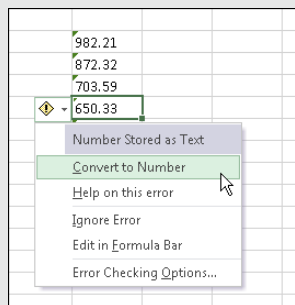 982.21
872.32
703.59
650.33
Number Stored as Text
Convert to Number
Help on this error
Ignore Error
Edit in Formula Bar
Error Checking Options...